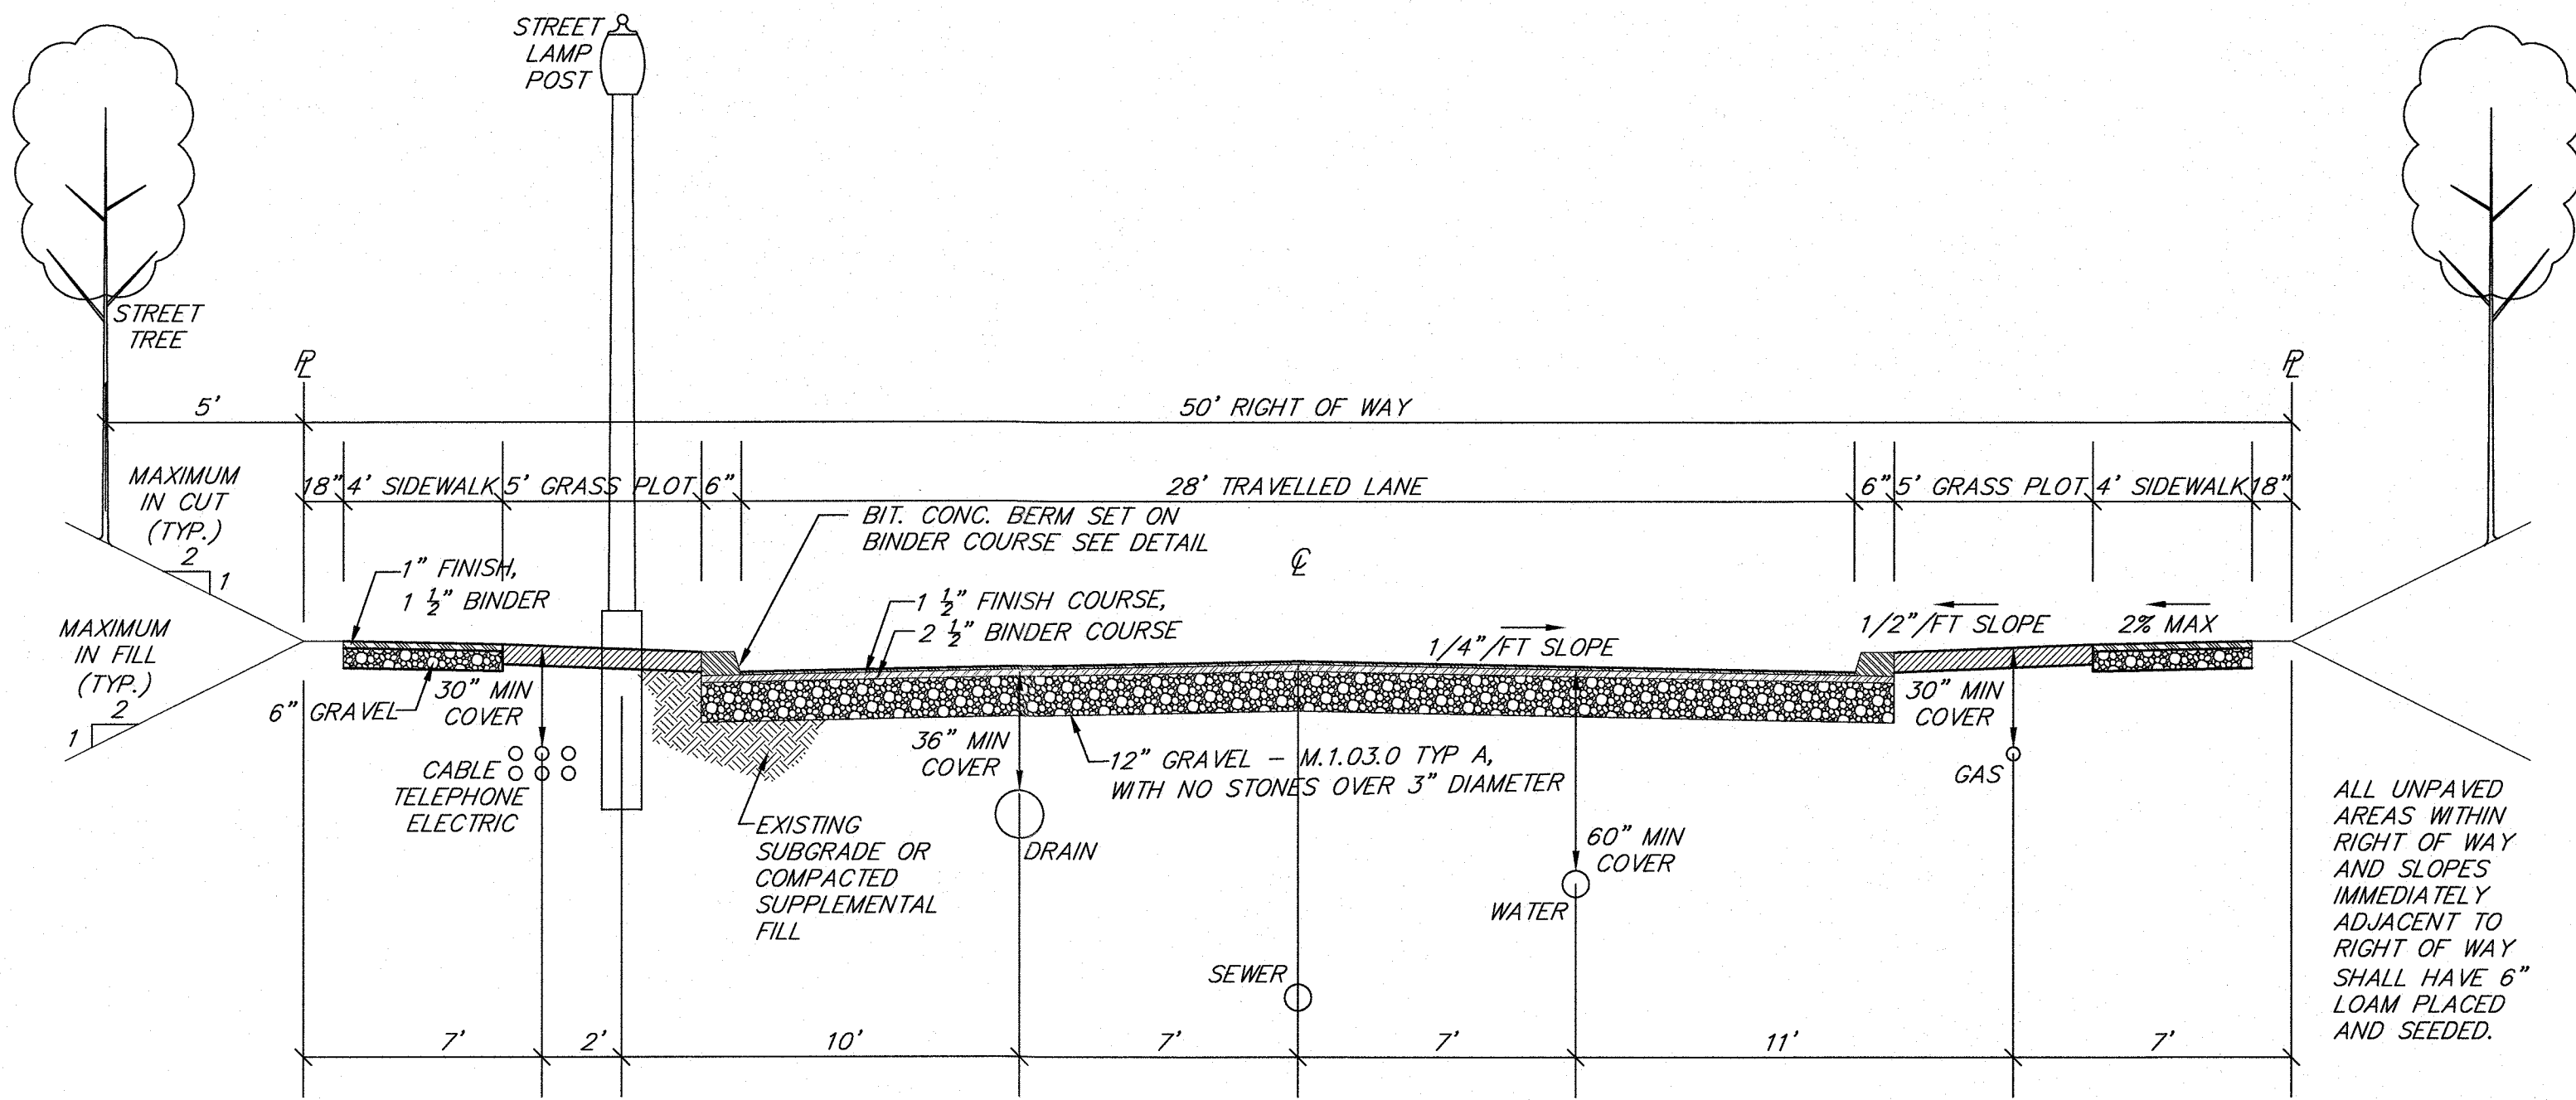 STREET
LAMP
POST
STREET
TREE
PL
PL
5'
50' RIGHT OF WAY
18"
4' SIDEWALK
5' GRASS PLOT
6"
28' TRAVELLED LANE
6"
5' GRASS PLOT
4' SIDEWALK
18"
MAXIMUM
IN CUT
(TYP.)
2
1
BIT. CONC. BERM SET ON
BINDER COURSE SEE DETAIL
CL
1" FINISH,
1 1/2" BINDER
1 1/2" FINISH COURSE,
2 1/2" BINDER COURSE
1/4"/FT SLOPE
1/2"/FT SLOPE
2% MAX
MAXIMUM
IN FILL
(TYP.)
2
1
6" GRAVEL
30" MIN
COVER
CABLE
TELEPHONE
ELECTRIC
EXISTING
SUBGRADE OR
COMPACTED
SUPPLEMENTAL
FILL
36" MIN
COVER
DRAIN
12" GRAVEL – M.1.03.0 TYP A,
WITH NO STONES OVER 3" DIAMETER
SEWER
60" MIN
COVER
WATER
30" MIN
COVER
GAS
ALL UNPAVED
AREAS WITHIN
RIGHT OF WAY
AND SLOPES
IMMEDIATELY
ADJACENT TO
RIGHT OF WAY
SHALL HAVE 6"
LOAM PLACED
AND SEEDED.
7'
2'
10'
7'
7'
11'
7'